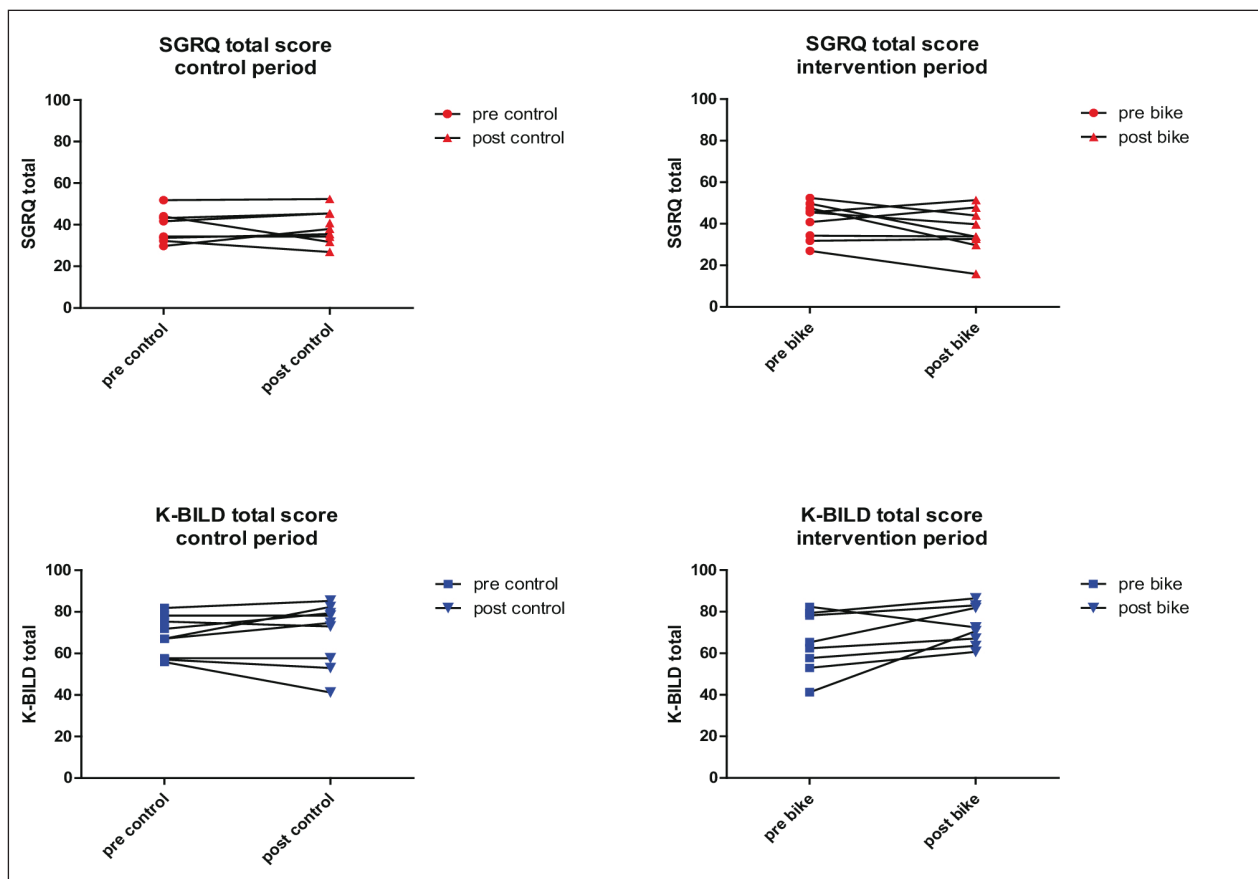 SGRQ total score
control period
100
80
60
40
20
0
SGRQ total
pre control
post control
pre control
post control
SGRQ total score
intervention period
100
80
60
40
20
0
SGRQ total
pre bike
post bike
pre bike
post bike
K-BILD total score
control period
100
80
60
40
20
0
K-BILD total
pre control
post control
pre control
post control
K-BILD total score
intervention period
100
80
60
40
20
0
K-BILD total
pre bike
post bike
pre bike
post bike